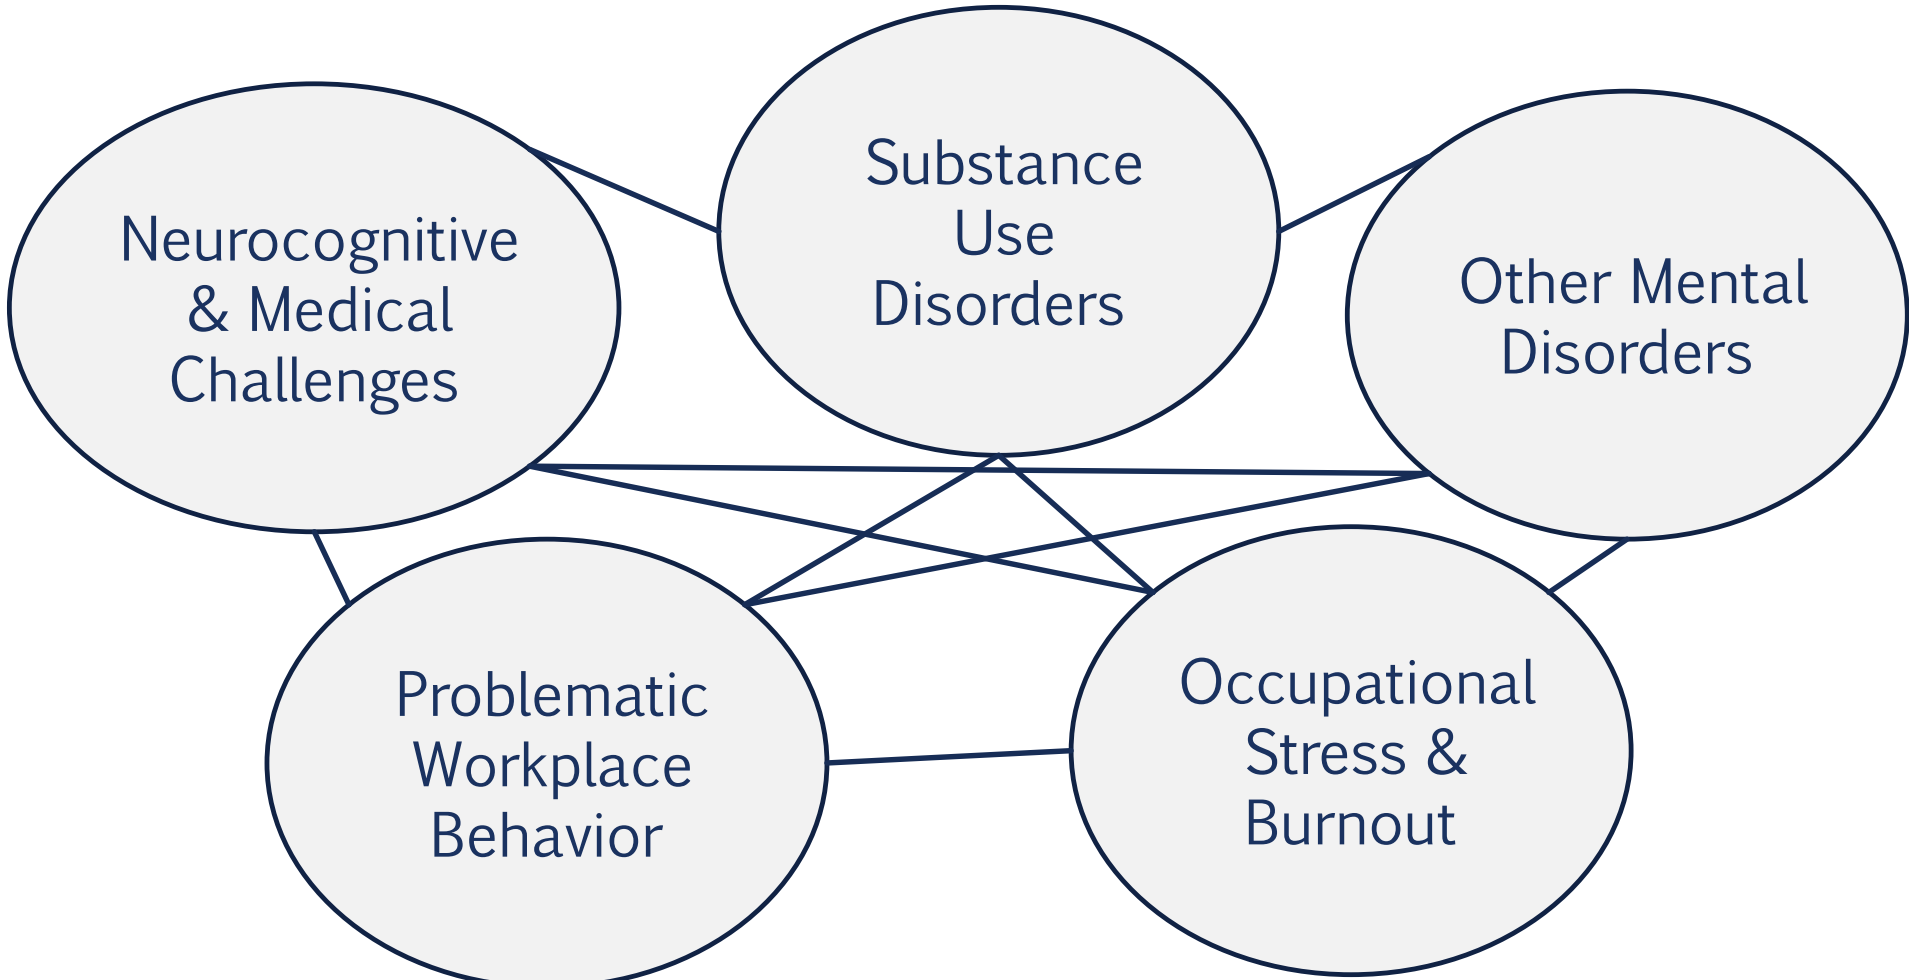 Substance
Use
Disorders
Neurocognitive
& Medical
Challenges
Other Mental
Disorders
Problematic
Workplace
Behavior
Occupational
Stress &
Burnout